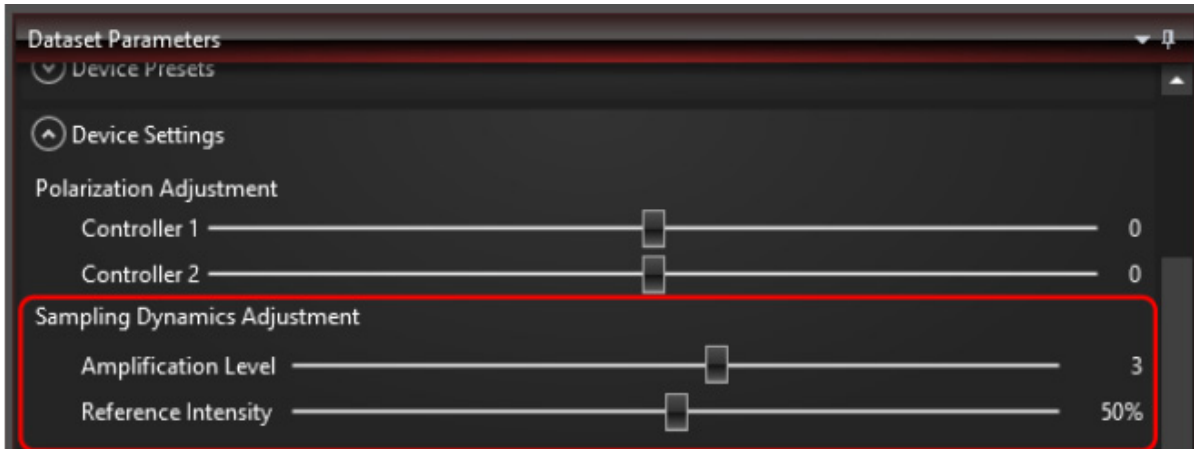 Dataset Parameters
Device Presets
Device Settings
Polarization Adjustment
Controller 1 0
Controller 2 0
Sampling Dynamics Adjustment
Amplification Level 3
Reference Intensity 50%